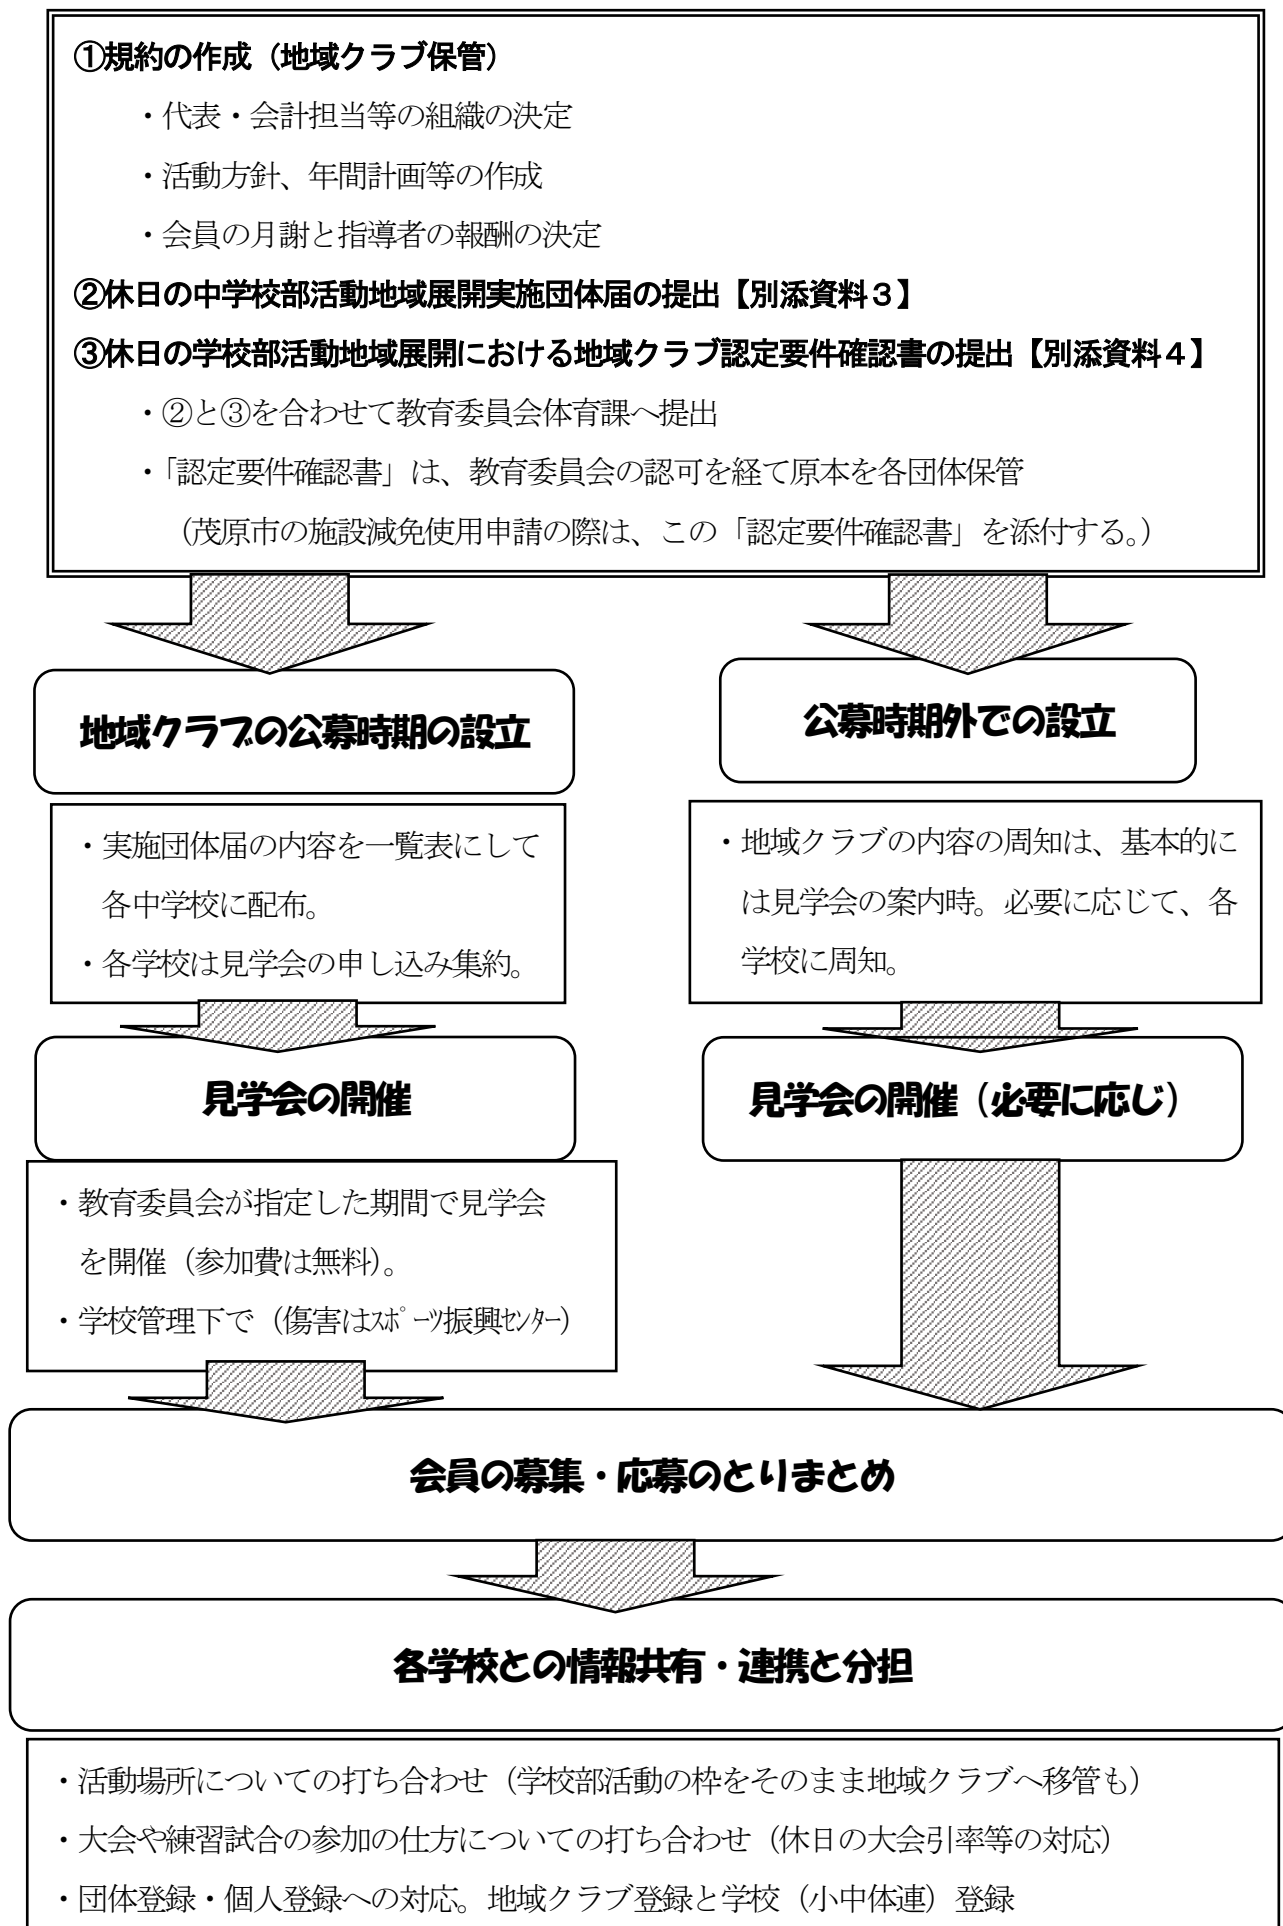 ①規約の作成（地域クラブ保管）
・代表・会計担当等の組織の決定
・活動方針、年間計画等の作成
・会員の月謝と指導者の報酬の決定
②休日の中学校部活動地域展開実施団体届の提出【別添資料３】
③休日の学校部活動地域展開における地域クラブ認定要件確認書の提出【別添資料４】
・②と③を合わせて教育委員会体育課へ提出
・「認定要件確認書」は、教育委員会の認可を経て原本を各団体保管
（茂原市の施設減免使用申請の際は、この「認定要件確認書」を添付する。）
地域クラブの公募時期の設立
・実施団体届の内容を一覧表にして
各中学校に配布。
・各学校は見学会の申し込み集約。
見学会の開催
・教育委員会が指定した期間で見学会
を開催（参加費は無料）。
・学校管理下で（傷害はｽﾎﾟｰﾂ振興ｾﾝﾀｰ）
公募時期外での設立
・地域クラブの内容の周知は、基本的に
は見学会の案内時。必要に応じて、各
学校に周知。
見学会の開催（必要に応じ）
会員の募集・応募のとりまとめ
各学校との情報共有・連携と分担
・活動場所についての打ち合わせ（学校部活動の枠をそのまま地域クラブへ移管も）
・大会や練習試合の参加の仕方についての打ち合わせ（休日の大会引率等の対応）
・団体登録・個人登録への対応。地域クラブ登録と学校（小中体連）登録